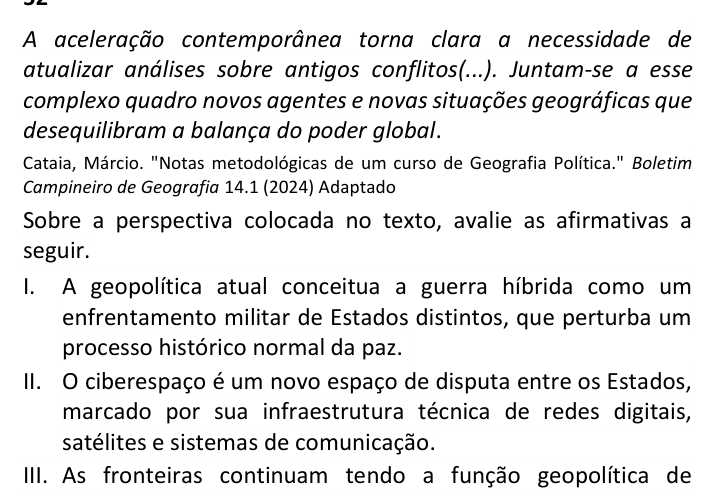 A aceleração contemporânea torna clara a necessidade de
atualizar análises sobre antigos conflitos(...). Juntam-se a esse
complexo quadro novos agentes e novas situações geográficas que
desequilibram a balança do poder global.
Cataia, Márcio. "Notas metodológicas de um curso de Geografia Política." Boletim
Campineiro de Geografia 14.1 (2024) Adaptado
Sobre a perspectiva colocada no texto, avalie as afirmativas a
seguir.
I. A geopolítica atual conceitua a guerra híbrida como um
enfrentamento militar de Estados distintos, que perturba um
processo histórico normal da paz.
II. O ciberespaço é um novo espaço de disputa entre os Estados,
marcado por sua infraestrutura técnica de redes digitais,
satélites e sistemas de comunicação.
III. As fronteiras continuam tendo a função geopolítica de